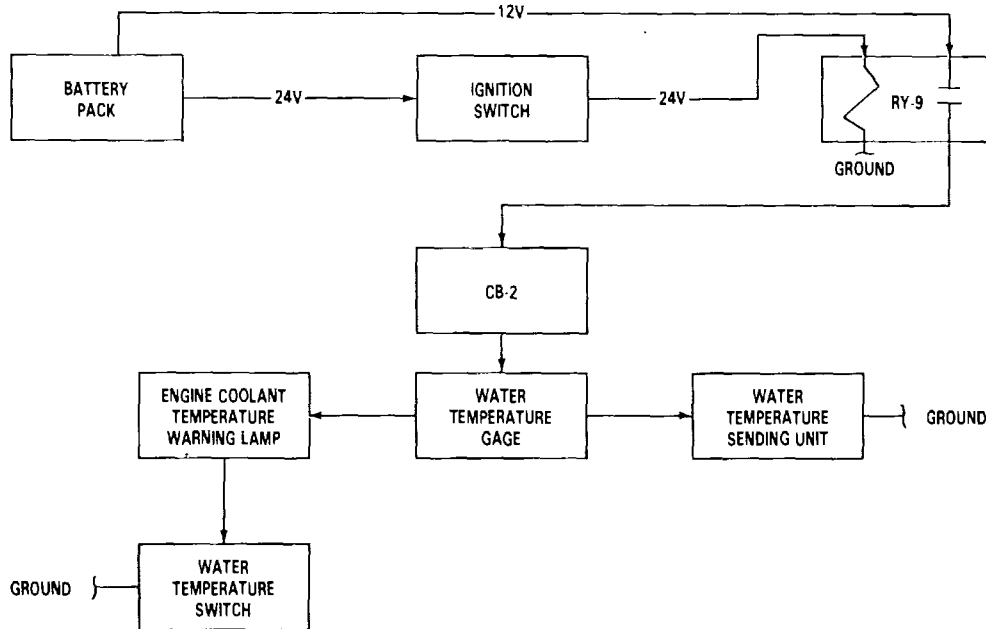 12V
BATTERY
PACK
24V
IGNITION
SWITCH
24V
RY-9
GROUND
CB-2
ENGINE COOLANT
TEMPERATURE
WARNING LAMP
WATER
TEMPERATURE
GAGE
WATER
TEMPERATURE
SENDING UNIT
GROUND
GROUND
WATER
TEMPERATURE
SWITCH